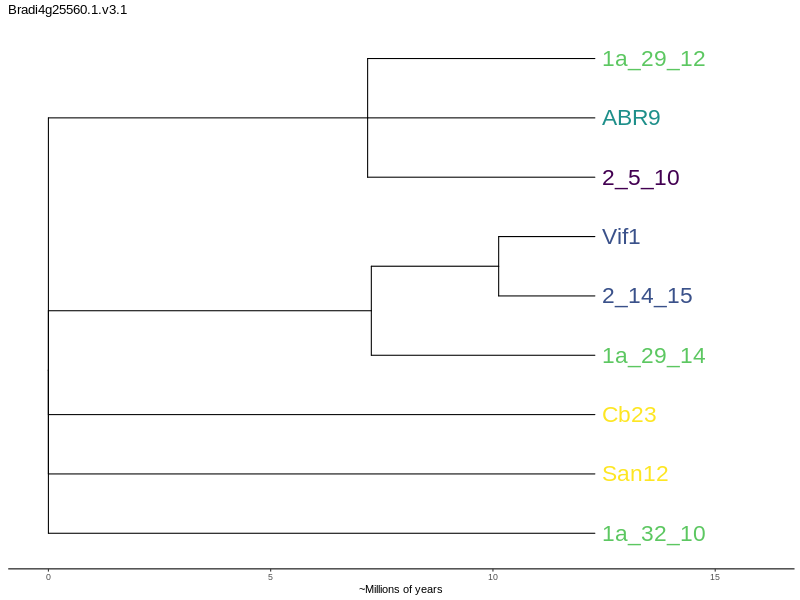 Bradi4g25560.1.v3.1
1a_29_12
ABR9
2_5_10
Vif1
2_14_15
1a_29_14
Cb23
San12
1a_32_10
0 5 10 15
~Millions of years